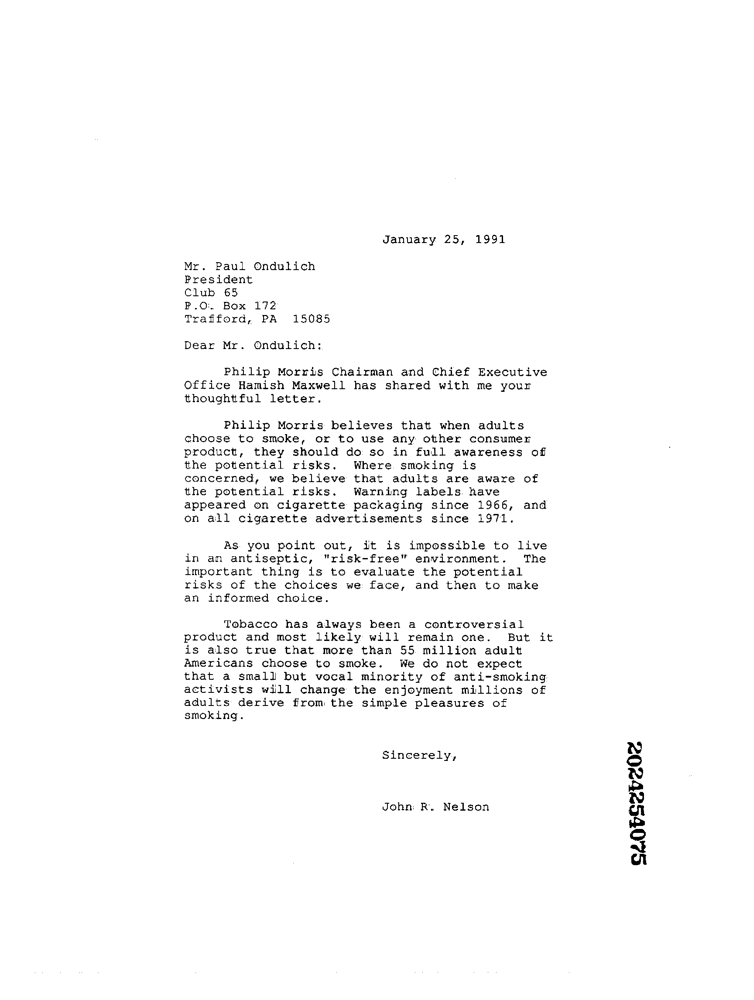 January 25, 1991
Mr. Paul Ondulich
President
Club 65
P.O. Box 172
Trafford, PA  15085
Dear Mr. Ondulich:
Philip Morris Chairman and Chief Executive
Office Hamish Maxwell has shared with me your
thoughtful letter.
Philip Morris believes that when adults
choose to smoke, or to use any other consumer
product, they should do so in full awareness of
the potential risks.  Where smoking is
concerned, we believe that adults are aware of
the potential risks.  Warning labels have
appeared on cigarette packaging since 1966, and
on all cigarette advertisements since 1971.
As you point out, it is impossible to live
in an antiseptic, "risk-free" environment.  The
important thing is to evaluate the potential
risks of the choices we face, and then to make
an informed choice.
Tobacco has always been a controversial
product and most likely will remain one.  But it
is also true that more than 55 million adult
Americans choose to smoke.  We do not expect
that a small but vocal minority of anti-smoking
activists will change the enjoyment millions of
adults derive from the simple pleasures of
smoking.
Sincerely,
John R. Nelson
2024254075